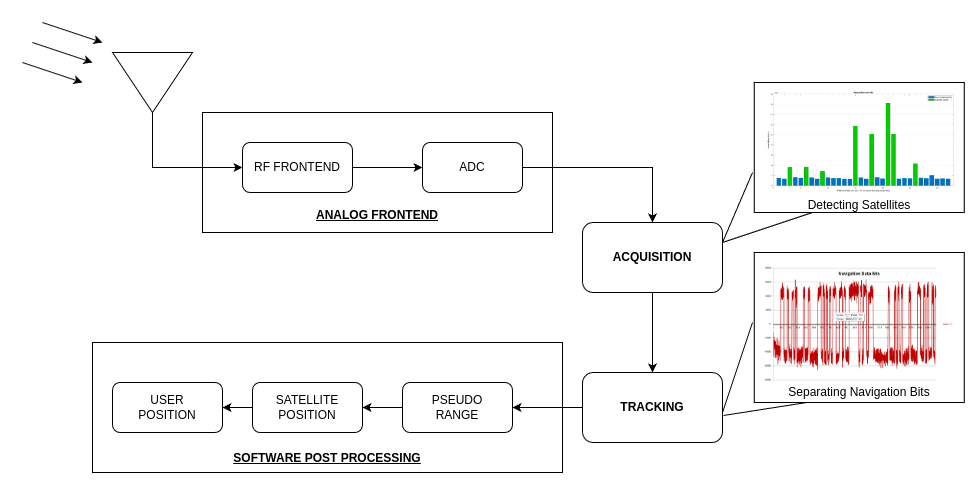 RF FRONTEND
ADC
ANALOG FRONTEND
Detecting Satellites
ACQUISITION
Navigation Data Bits
Separating Navigation Bits
USER
POSITION
SATELLITE
POSITION
PSEUDO
RANGE
TRACKING
SOFTWARE POST PROCESSING